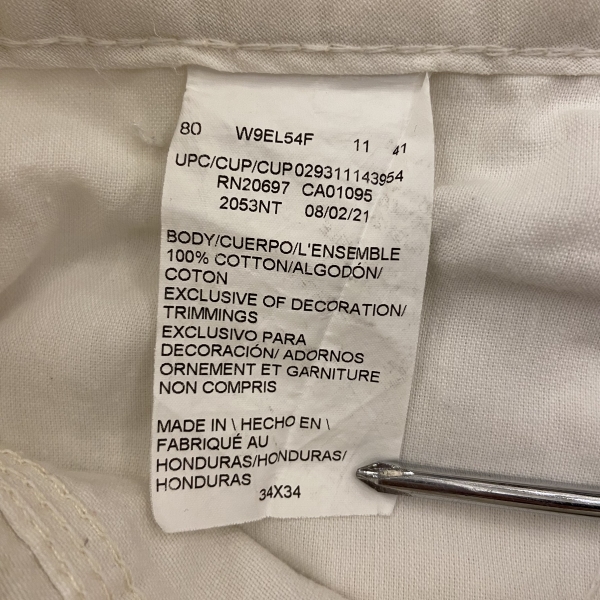 80 W9EL54F 11 41
UPC/CUP/CUP029311143954
RN20697 CA01095
2053NT 08/02/21
BODY/CUERPO/L'ENSEMBLE
100% COTTON/ALGODÓN/
COTON
EXCLUSIVE OF DECORATION/
TRIMMINGS
EXCLUSIVO PARA
DECORACIÓN/ ADORNOS
ORNEMENT ET GARNITURE
NON COMPRIS
MADE IN \ HECHO EN \
FABRIQUÉ AU
HONDURAS/HONDURAS/
HONDURAS
34X34